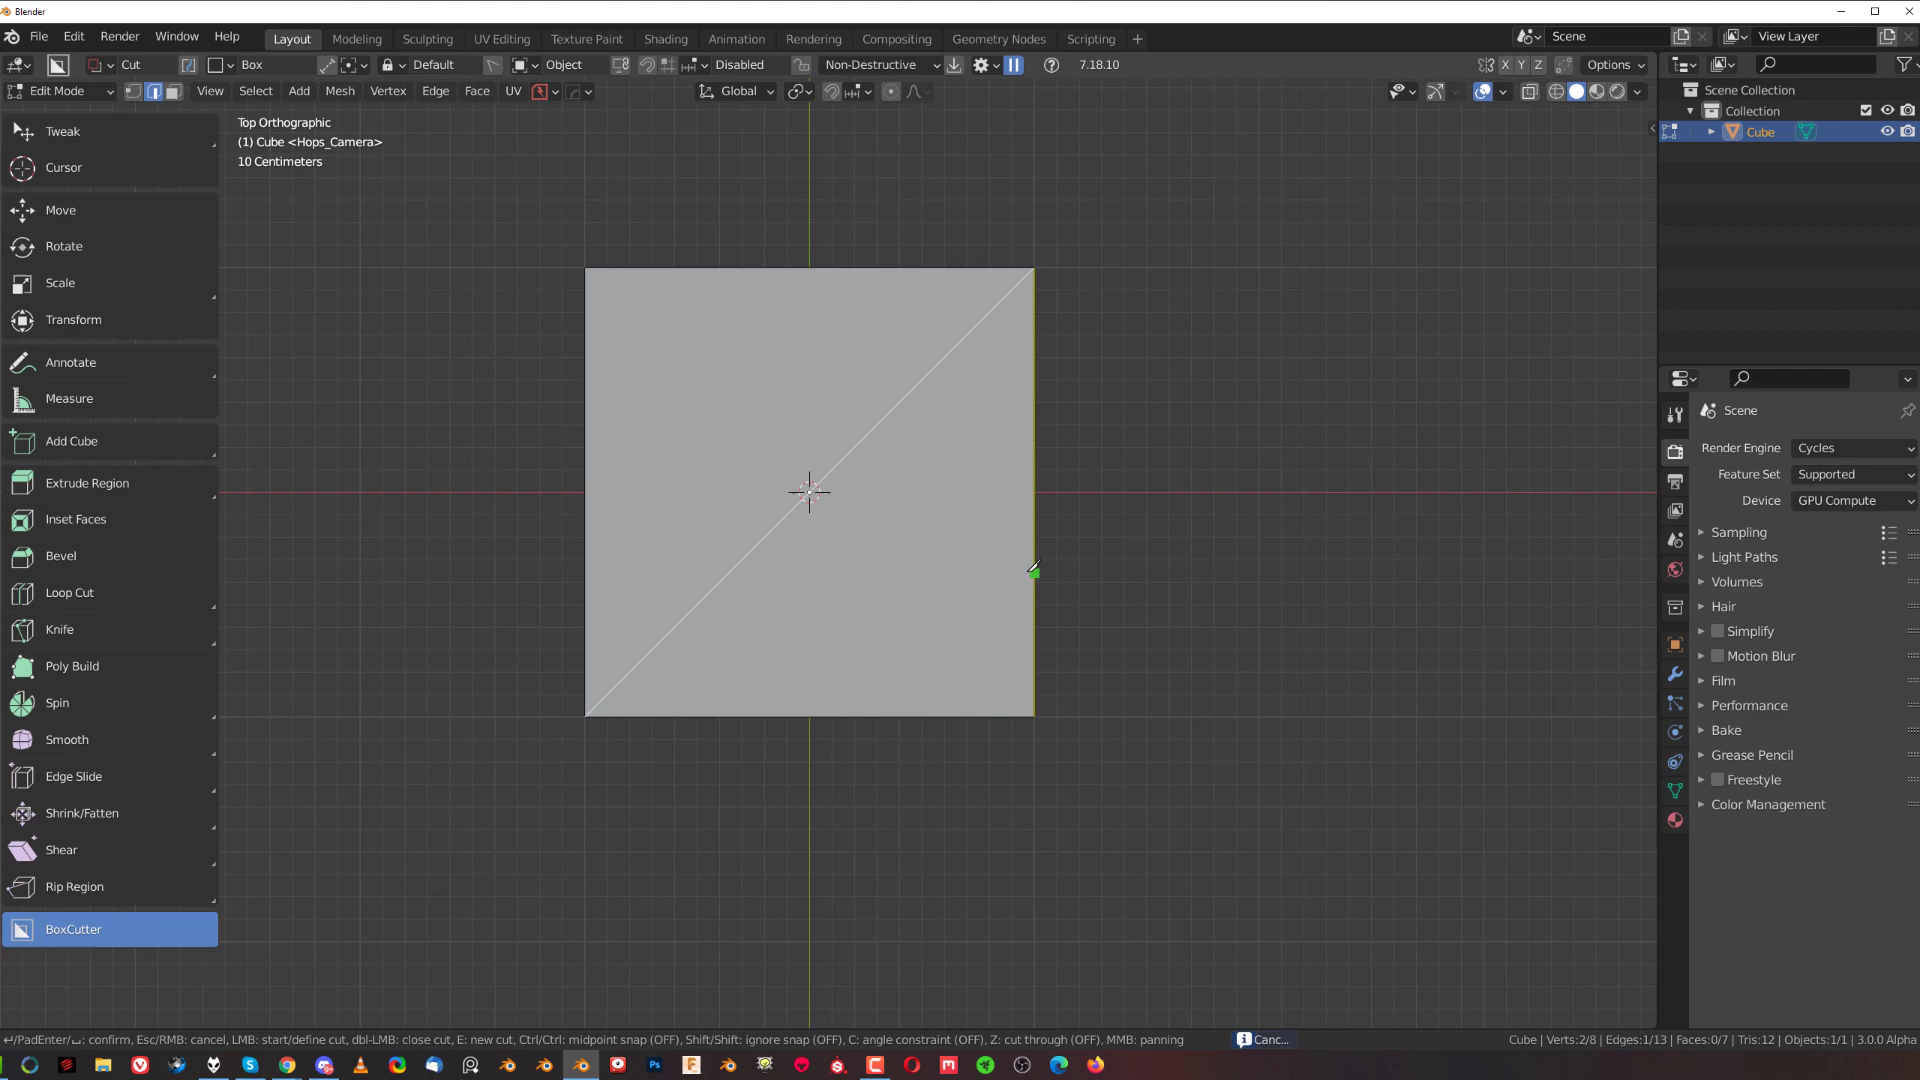 Blender
File Edit Render Window Help Layout Modeling Sculpting UV Editing Texture Paint Shading Animation Rendering Compositing Geometry Nodes Scripting + Scene View Layer
Cut Box Default Object Disabled Non-Destructive 7.18.10 X Y Z Options
Edit Mode View Select Add Mesh Vertex Edge Face UV Global
Top Orthographic
(1) Cube <Hops_Camera>
10 Centimeters
Tweak
Cursor
Move
Rotate
Scale
Transform
Annotate
Measure
Add Cube
Extrude Region
Inset Faces
Bevel
Loop Cut
Knife
Poly Build
Spin
Smooth
Edge Slide
Shrink/Fatten
Shear
Rip Region
BoxCutter
Scene Collection
Collection
Cube
Scene
Render Engine Cycles
Feature Set Supported
Device GPU Compute
Sampling
Light Paths
Volumes
Hair
Simplify
Motion Blur
Film
Performance
Bake
Grease Pencil
Freestyle
Color Management
↵/PadEnter/␣: confirm, Esc/RMB: cancel, LMB: start/define cut, dbl-LMB: close cut, E: new cut, Ctrl/Ctrl: midpoint snap (OFF), Shift/Shift: ignore snap (OFF), C: angle constraint (OFF), Z: cut through (OFF), MMB: panning Canc... Cube | Verts:2/8 | Edges:1/13 | Faces:0/7 | Tris:12 | Objects:1/1 | 3.0.0 Alpha